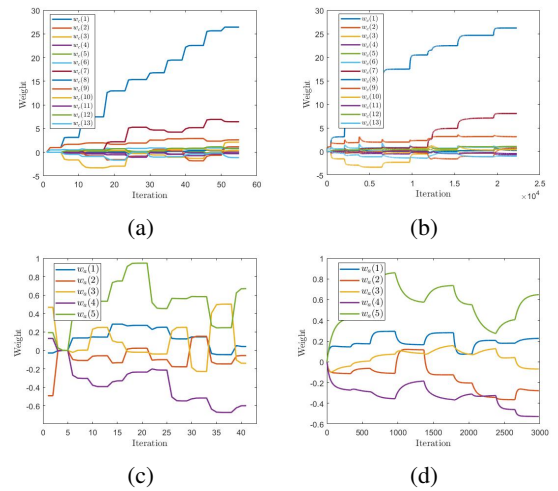 30
25
20
15
10
5
0
-5
Weight
w_c(1)
w_c(2)
w_c(3)
w_c(4)
w_c(5)
w_c(6)
w_c(7)
w_c(8)
w_c(9)
w_c(10)
w_c(11)
w_c(12)
w_c(13)
0 10 20 30 40 50 60
Iteration
(a)
30
25
20
15
10
5
0
-5
Weight
w_c(1)
w_c(2)
w_c(3)
w_c(4)
w_c(5)
w_c(6)
w_c(7)
w_c(8)
w_c(9)
w_c(10)
w_c(11)
w_c(12)
w_c(13)
0 0.5 1 1.5 2 2.5
× 10^4
Iteration
(b)
1
0.8
0.6
0.4
0.2
0
-0.2
-0.4
-0.6
Weight
w_a(1)
w_a(2)
w_a(3)
w_a(4)
w_a(5)
0 5 10 15 20 25 30 35 40
Iteration
(c)
1
0.8
0.6
0.4
0.2
0
-0.2
-0.4
-0.6
Weight
w_a(1)
w_a(2)
w_a(3)
w_a(4)
w_a(5)
0 500 1000 1500 2000 2500 3000
Iteration
(d)